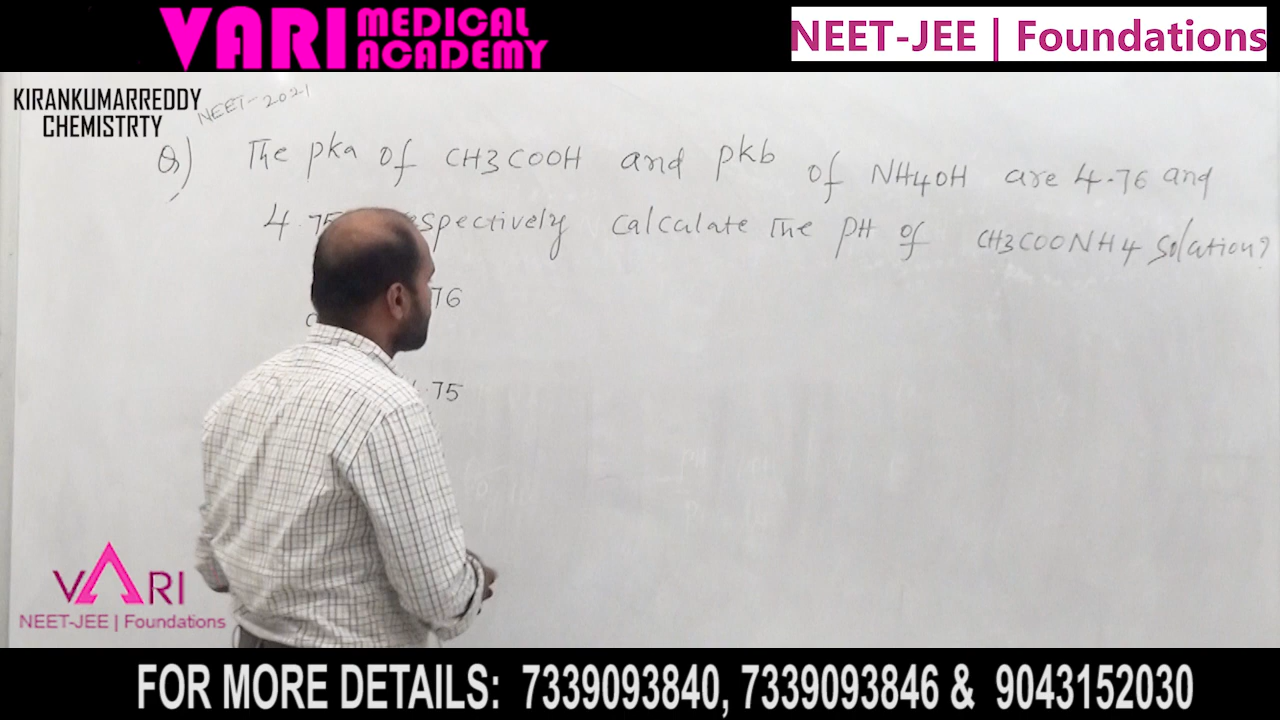 VARI MEDICAL ACADEMY
NEET-JEE | Foundations
KIRANKUMARREDDY
CHEMISTRTY
NEET-2021
Q) The pka of CH3COOH and pkb of NH4OH are 4.76 and
4.75 espectively calculate The PH of CH3COONH4 solution?
76
.75
VARI
NEET-JEE | Foundations
FOR MORE DETAILS: 7339093840, 7339093846 & 9043152030